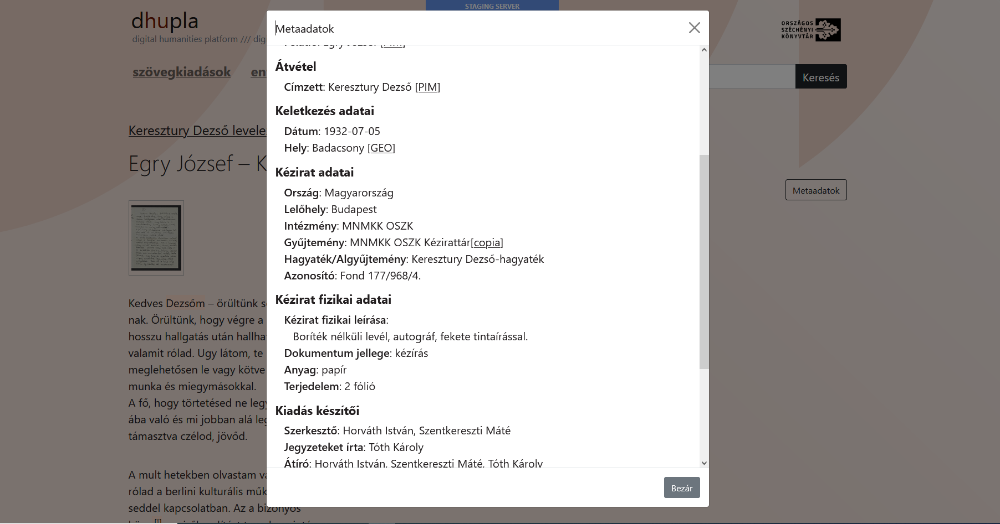 STAGING SERVER
dhupla
digital humanities platform /// dig
ORSZÁGOS
SZÉCHÉNYI
KÖNYVTÁR
szövegkiadások
Keresés
Keresztury Dezső levele
Egry József – K
Metaadatok
Kedves Dezsőm – örültünk
nak. Örültünk, hogy végre a
hosszu hallgatás után
valamit rólad. Ugy látom, te
meglehetősen le vagy kötve
munka és miegymásokkal.
A fő, hogy törtetésed ne
ába való és mi jobban alá
támasztva czélod, jövőd.
A mult hetekben olvastam
rólad a berlini kulturális
seddel kapcsolatban. Az a bizonyos
Metaadatok
Egry József [PIM]
Átvétel
Címzett: Keresztury Dezső [PIM]
Keletkezés adatai
Dátum: 1932-07-05
Hely: Badacsony [GEO]
Kézirat adatai
Ország: Magyarország
Lelőhely: Budapest
Intézmény: MNMKK OSZK
Gyűjtemény: MNMKK OSZK Kézirattár[copia]
Hagyaték/Algyűjtemény: Keresztury Dezső-hagyaték
Azonosító: Fond 177/968/4.
Kézirat fizikai adatai
Kézirat fizikai leírása:
Boríték nélküli levél, autográf, fekete tintaírással.
Dokumentum jellege: kézírás
Anyag: papír
Terjedelem: 2 fólió
Kiadás készítői
Szerkesztő: Horváth István, Szentkereszti Máté
Jegyzeteket írta: Tóth Károly
Átíró: Horváth István, Szentkereszti Máté, Tóth Károly
Bezár